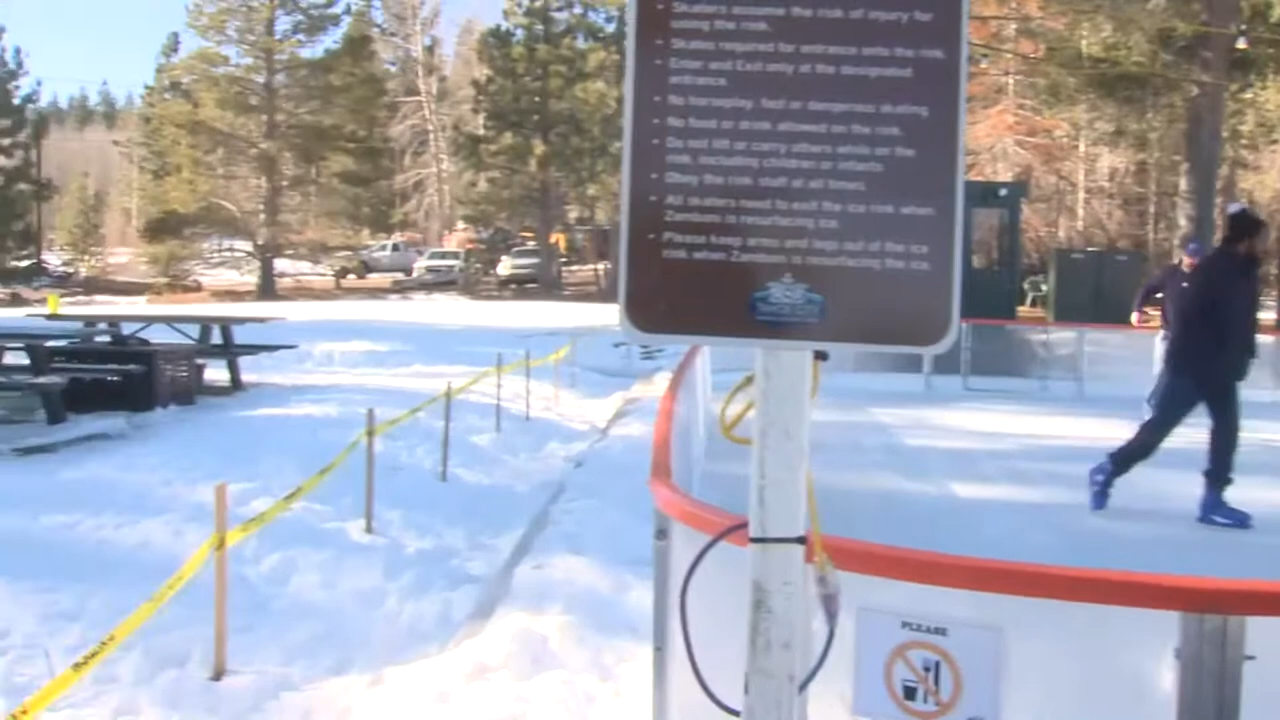 • Skaters assume the risk of injury for
using the rink.
• Skates required for entrance onto the rink.
• Enter and Exit only at the designated
entrance.
• No horseplay, fast or dangerous skating.
• No food or drink allowed on the rink.
• Do not lift or carry others while on the
rink, including children or infants
• Obey the rink staff at all times.
• All skaters need to exit the ice rink when
Zamboni is resurfacing ice.
• Please keep arms and legs out of the ice
rink when Zamboni is resurfacing the ice.
PLEASE